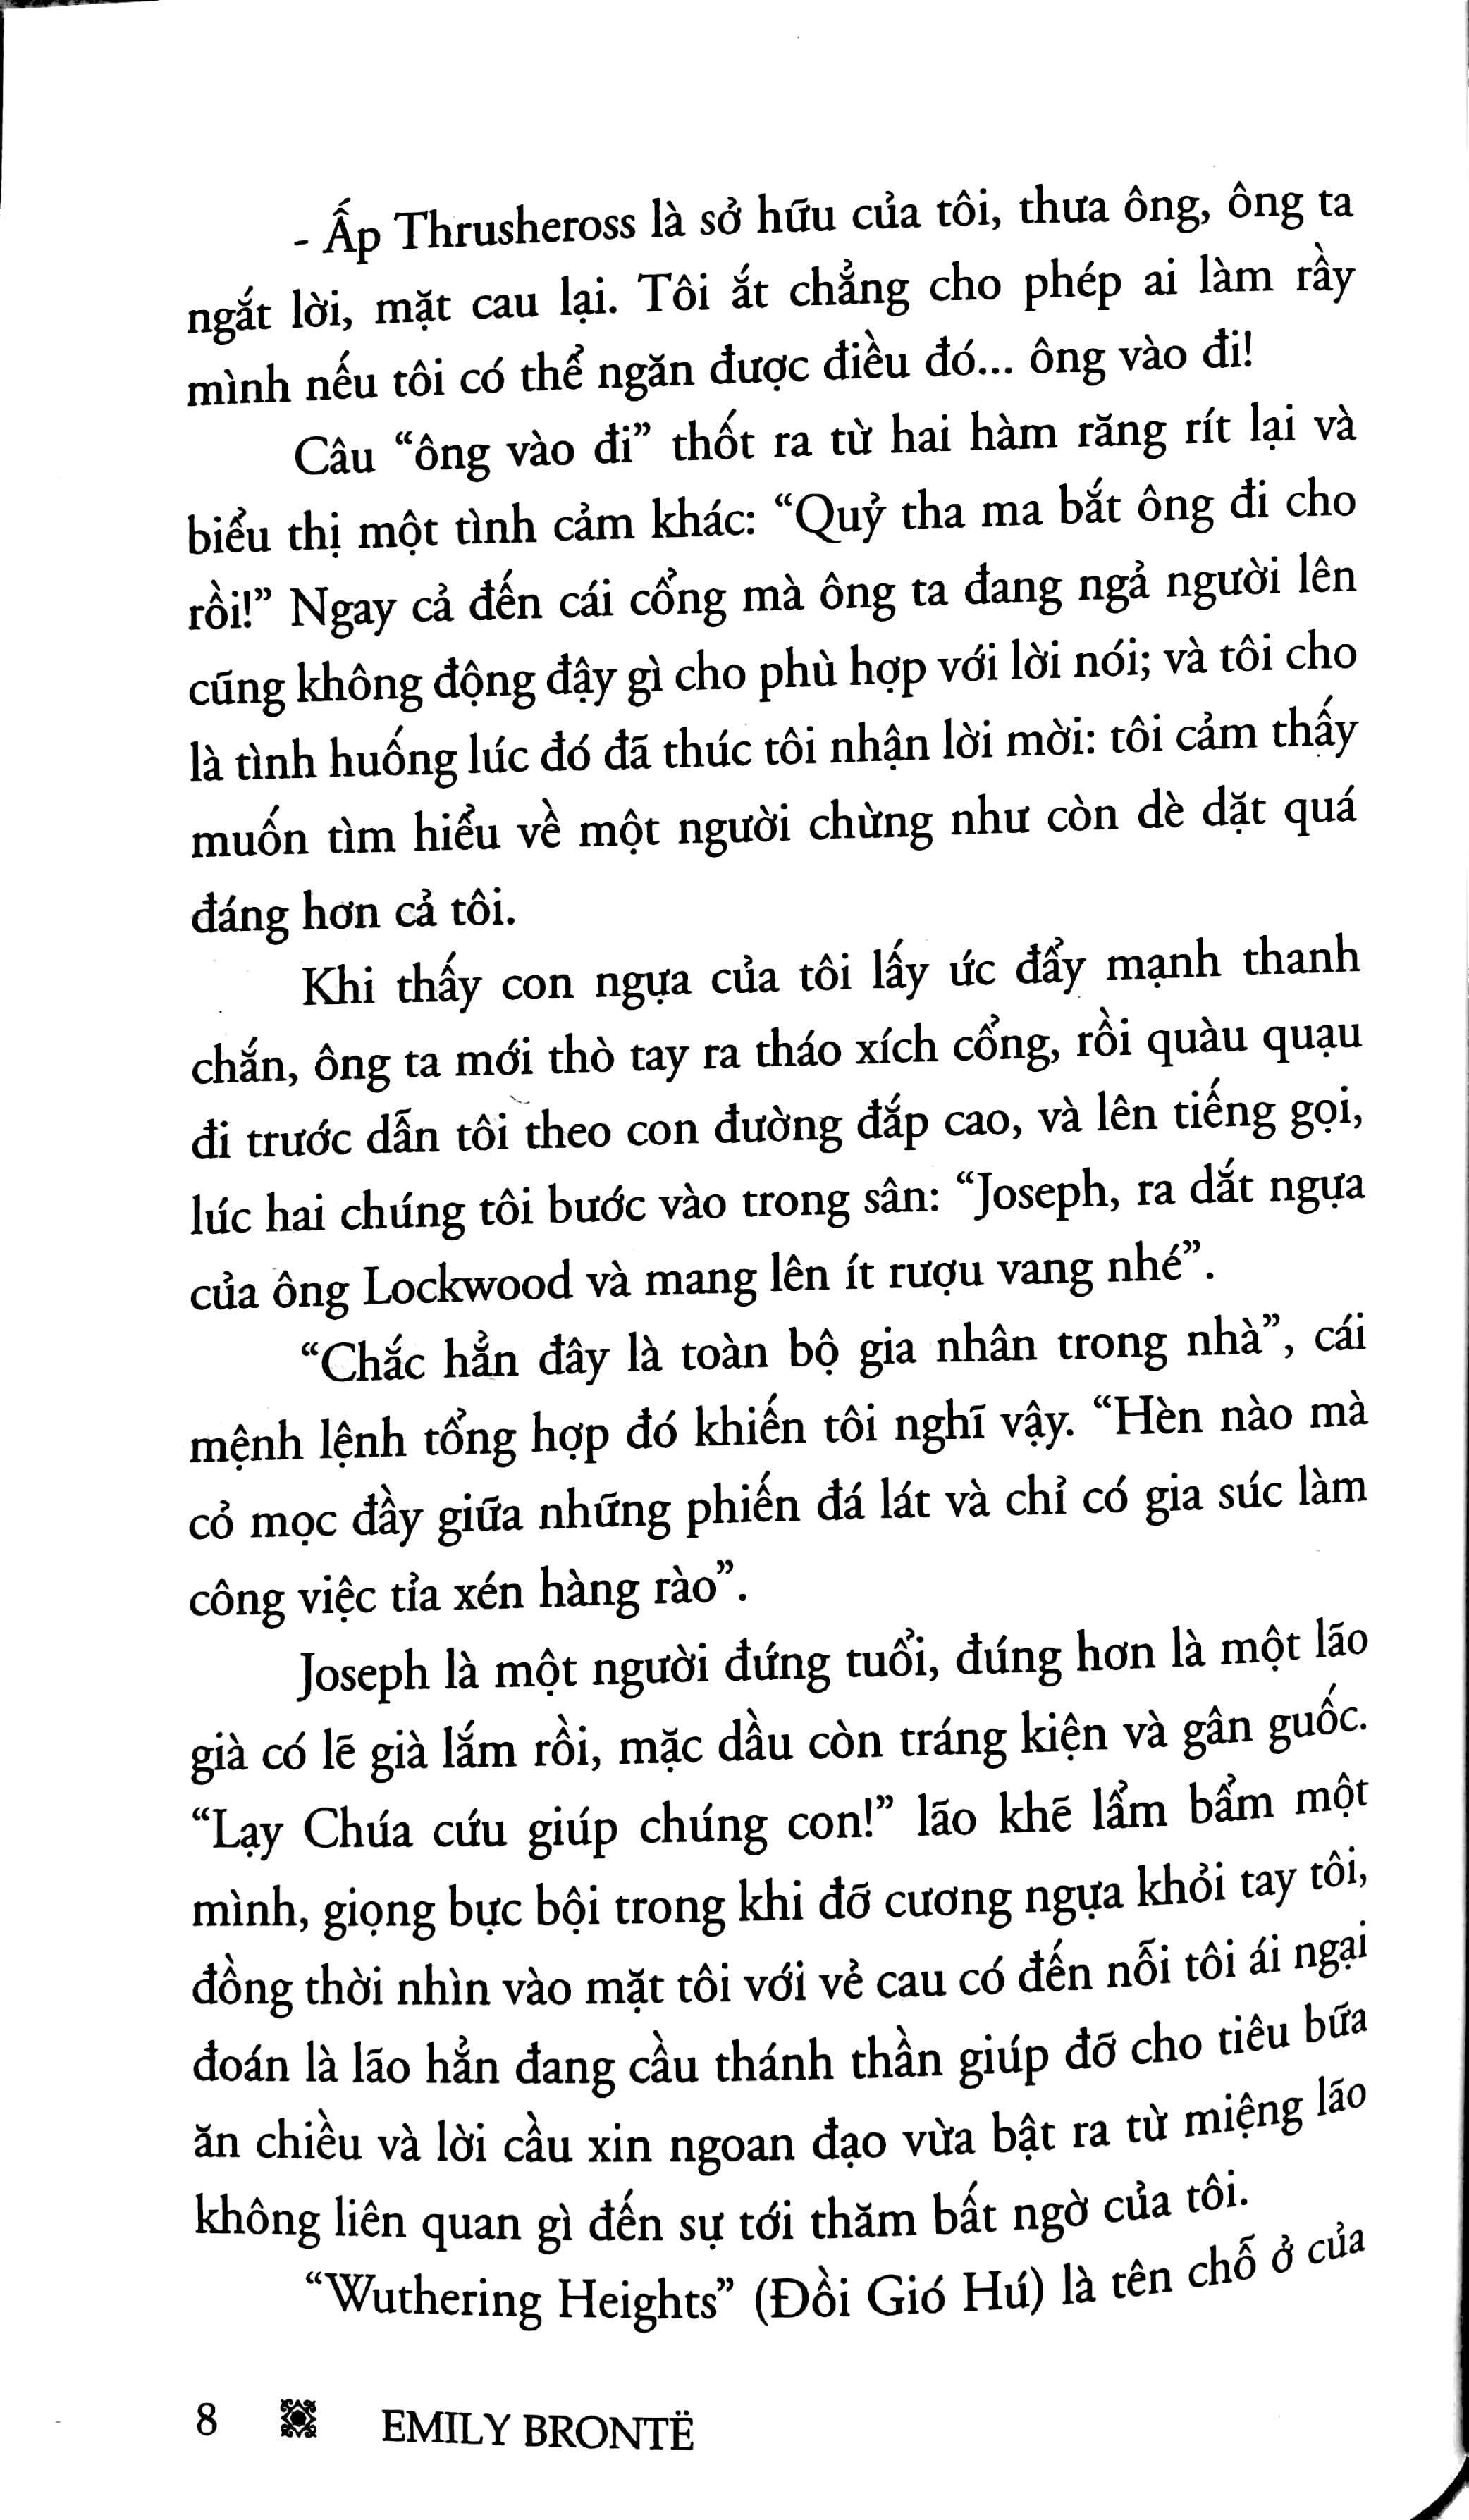 - Ấp Thrusheross là sở hữu của tôi, thưa ông, ông ta
ngắt lời, mặt cau lại. Tôi ắt chẳng cho phép ai làm rầy
mình nếu tôi có thể ngăn được điều đó... ông vào đi!
Câu “ông vào đi” thốt ra từ hai hàm răng rít lại và
biểu thị một tình cảm khác: “Quỷ tha ma bắt ông đi cho
rồi!” Ngay cả đến cái cổng mà ông ta đang ngả người lên
cũng không động đậy gì cho phù hợp với lời nói; và tôi cho
là tình huống lúc đó đã thúc tôi nhận lời mời: tôi cảm thấy
muốn tìm hiểu về một người chừng như còn dè dặt quá
đáng hơn cả tôi.
Khi thấy con ngựa của tôi lấy ức đẩy mạnh thanh
chắn, ông ta mới thò tay ra tháo xích cổng, rồi quàu quạu
đi trước dẫn tôi theo con đường đắp cao, và lên tiếng gọi,
lúc hai chúng tôi bước vào trong sân: “Joseph, ra dắt ngựa
của ông Lockwood và mang lên ít rượu vang nhé”.
“Chắc hẳn đây là toàn bộ gia nhân trong nhà”, cái
mệnh lệnh tổng hợp đó khiến tôi nghĩ vậy. “Hèn nào mà
cỏ mọc đầy giữa những phiến đá lát và chỉ có gia súc làm
công việc tỉa xén hàng rào”.
Joseph là một người đứng tuổi, đúng hơn là một lão
già có lẽ già lắm rồi, mặc dầu còn tráng kiện và gân guốc.
“Lạy Chúa cứu giúp chúng con!” lão khẽ lẩm bẩm một
mình, giọng bực bội trong khi đỡ cương ngựa khỏi tay tôi,
đồng thời nhìn vào mặt tôi với vẻ cau có đến nỗi tôi ái ngại
đoán là lão hẳn đang cầu thánh thần giúp đỡ cho tiêu bữa
ăn chiều và lời cầu xin ngoan đạo vừa bật ra từ miệng lão
không liên quan gì đến sự tới thăm bất ngờ của tôi.
“Wuthering Heights” (Đồi Gió Hú) là tên chỗ ở của
8 EMILY BRONTË